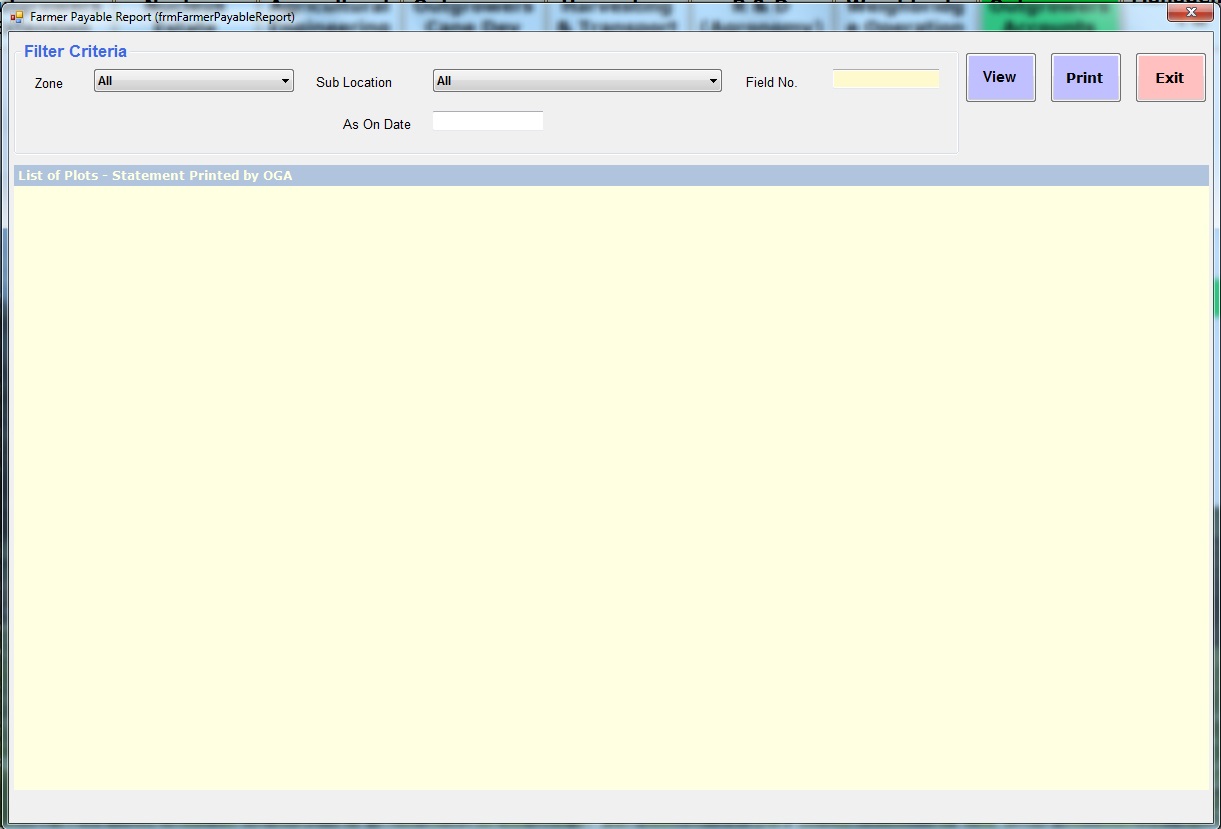 Farmer Payable Report (frmFarmerPayableReport)
Filter Criteria
Zone All Sub Location All Field No.
View Print Exit
As On Date
List of Plots - Statement Printed by OGA